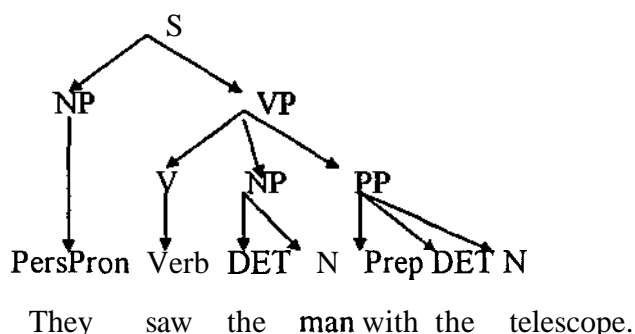 S
NP VP
V NP PP
PersPron Verb DET N Prep DET N
They saw the man with the telescope.